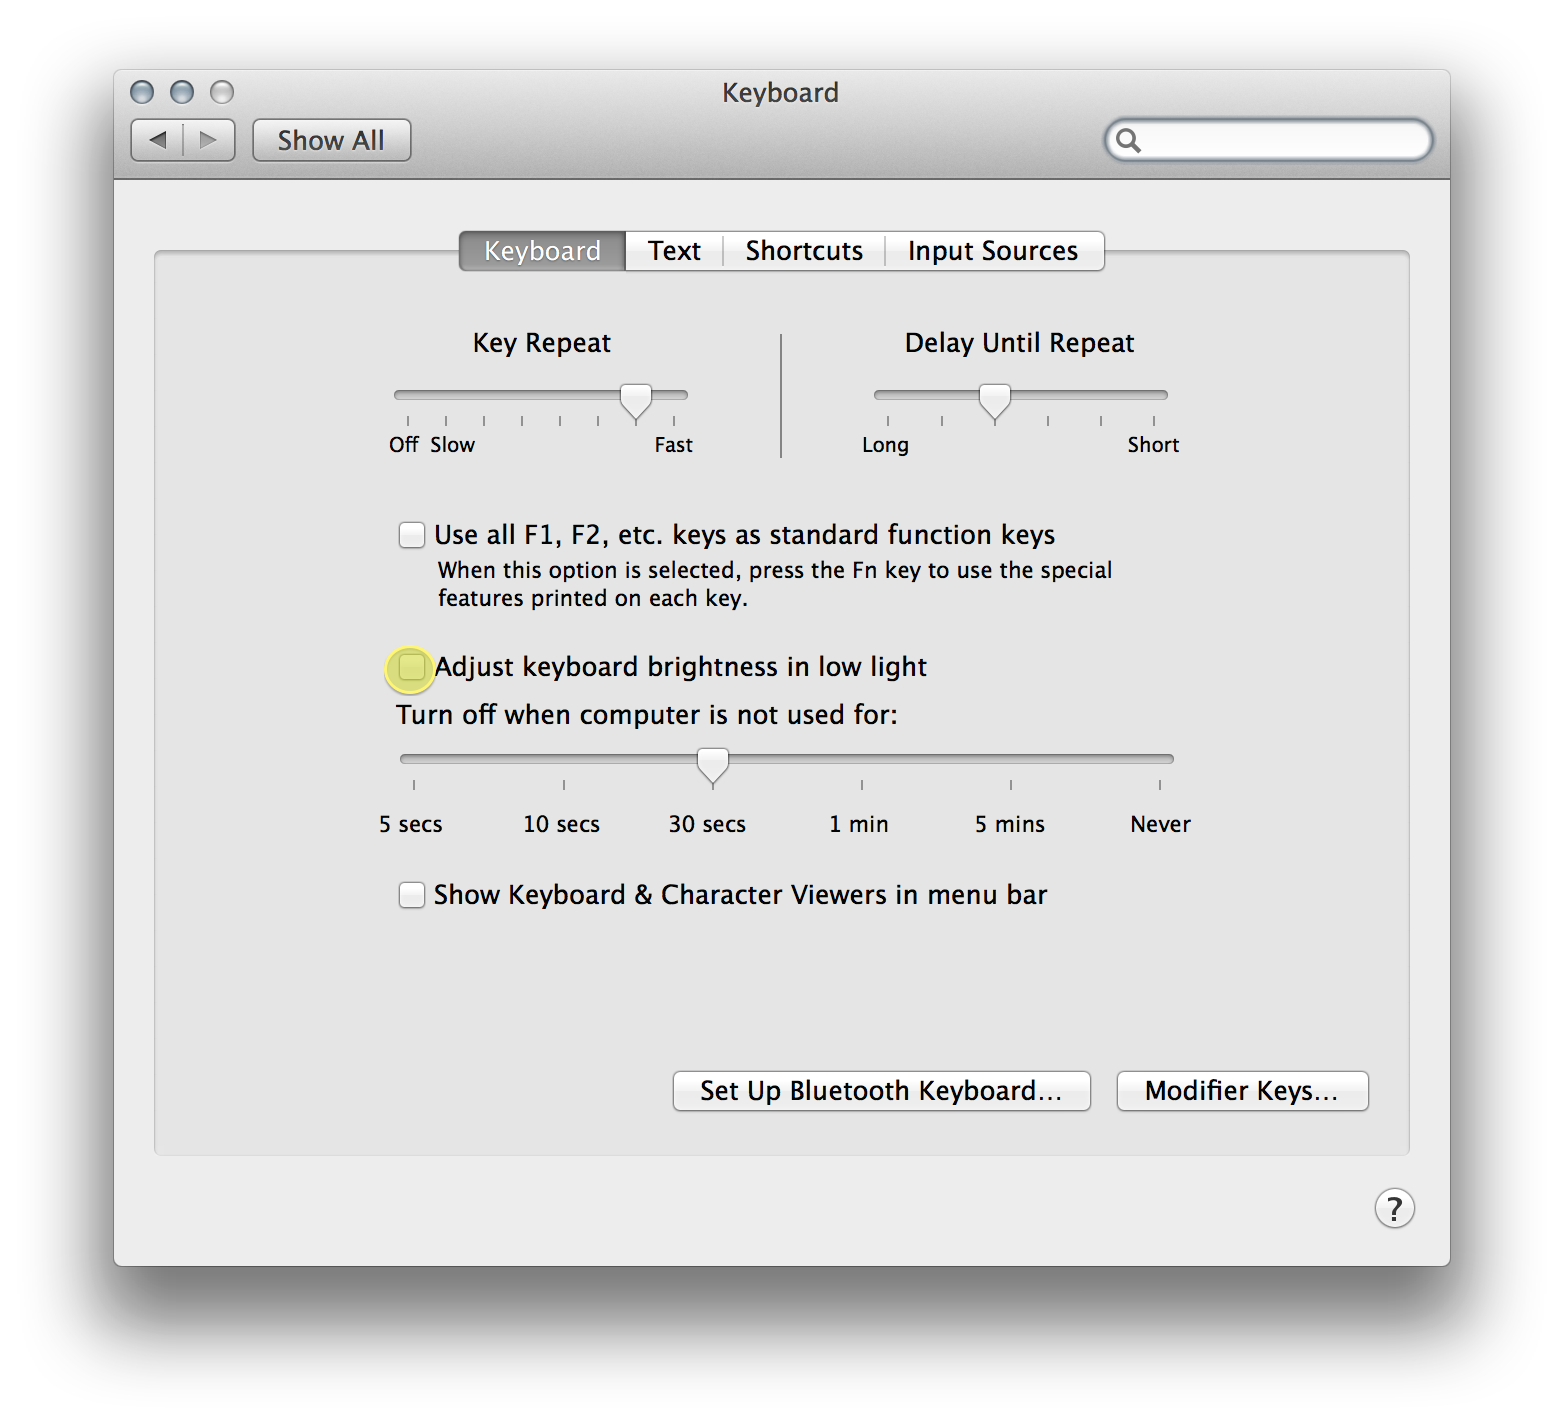 Keyboard
Show All
Keyboard Text Shortcuts Input Sources
Key Repeat
Delay Until Repeat
Off Slow Fast
Long Short
Use all F1, F2, etc. keys as standard function keys
When this option is selected, press the Fn key to use the special
features printed on each key.
Adjust keyboard brightness in low light
Turn off when computer is not used for:
5 secs 10 secs 30 secs 1 min 5 mins Never
Show Keyboard & Character Viewers in menu bar
Set Up Bluetooth Keyboard... Modifier Keys...
?